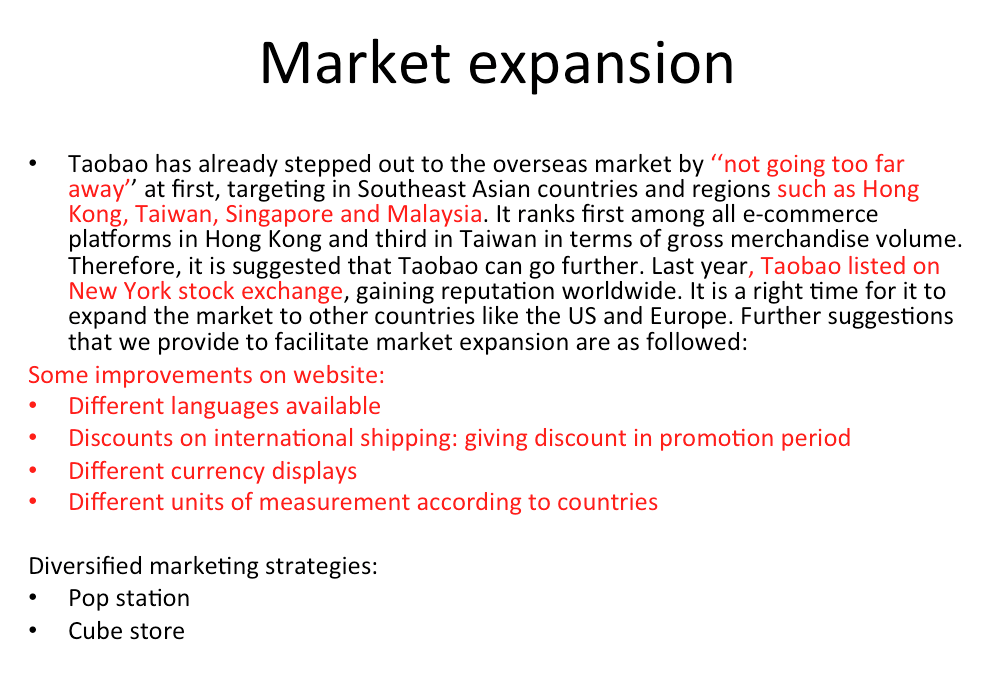 Market expansion
• Taobao has already stepped out to the overseas market by ‘‘not going too far
away’’ at first, targeting in Southeast Asian countries and regions such as Hong
Kong, Taiwan, Singapore and Malaysia. It ranks first among all e-commerce
platforms in Hong Kong and third in Taiwan in terms of gross merchandise volume.
Therefore, it is suggested that Taobao can go further. Last year, Taobao listed on
New York stock exchange, gaining reputation worldwide. It is a right time for it to
expand the market to other countries like the US and Europe. Further suggestions
that we provide to facilitate market expansion are as followed:
Some improvements on website:
• Different languages available
• Discounts on international shipping: giving discount in promotion period
• Different currency displays
• Different units of measurement according to countries
Diversified marketing strategies:
• Pop station
• Cube store